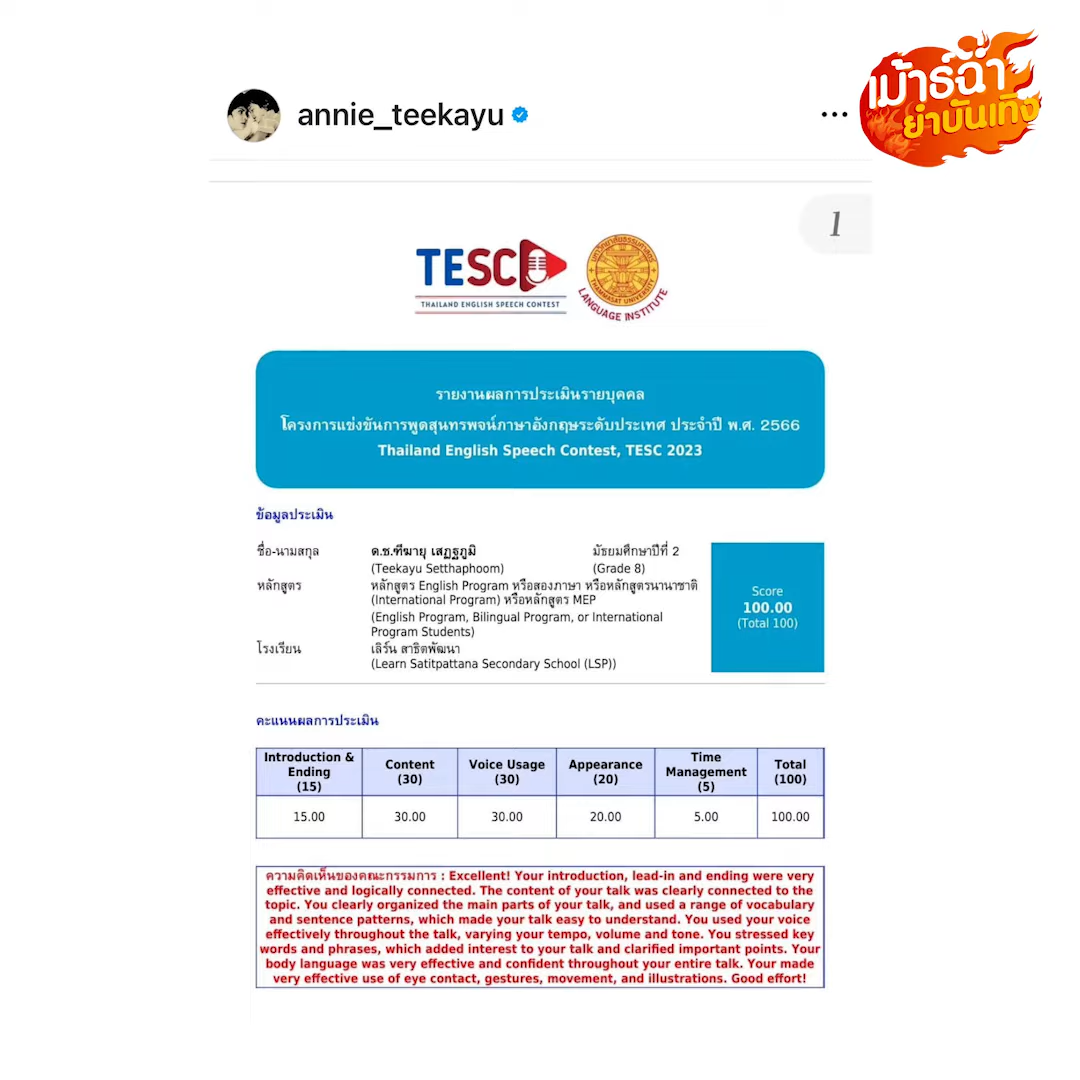 annie_teekayu
เม้าธ์ฉ่ำ
ยำบันเทิง
1
TESC
THAILAND ENGLISH SPEECH CONTEST
มหาวิทยาลัยธรรมศาสตร์
THAMMASAT UNIVERSITY
LANGUAGE INSTITUTE
รายงานผลการประเมินรายบุคคล
โครงการแข่งขันการพูดสุนทรพจน์ภาษาอังกฤษระดับประเทศ ประจำปี พ.ศ. 2566
Thailand English Speech Contest, TESC 2023
ข้อมูลประเมิน
ชื่อ-นามสกุล ด.ช.ฑีฆายุ เสฏฐภูมิ มัธยมศึกษาปีที่ 2
(Teekayu Setthaphoom) (Grade 8)
หลักสูตร หลักสูตร English Program หรือสองภาษา หรือหลักสูตรนานาชาติ
(International Program) หรือหลักสูตร MEP
(English Program, Bilingual Program, or International
Program Students)
โรงเรียน เลิร์น สาธิตพัฒนา
(Learn Satitpattana Secondary School (LSP))
Score
100.00
(Total 100)
คะแนนผลการประเมิน
Introduction &
Ending
(15)
Content
(30)
Voice Usage
(30)
Appearance
(20)
Time
Management
(5)
Total
(100)
15.00 30.00 30.00 20.00 5.00 100.00
ความคิดเห็นของคณะกรรมการ : Excellent! Your introduction, lead-in and ending were very
effective and logically connected. The content of your talk was clearly connected to the
topic. You clearly organized the main parts of your talk, and used a range of vocabulary
and sentence patterns, which made your talk easy to understand. You used your voice
effectively throughout the talk, varying your tempo, volume and tone. You stressed key
words and phrases, which added interest to your talk and clarified important points. Your
body language was very effective and confident throughout your entire talk. Your made
very effective use of eye contact, gestures, movement, and illustrations. Good effort!